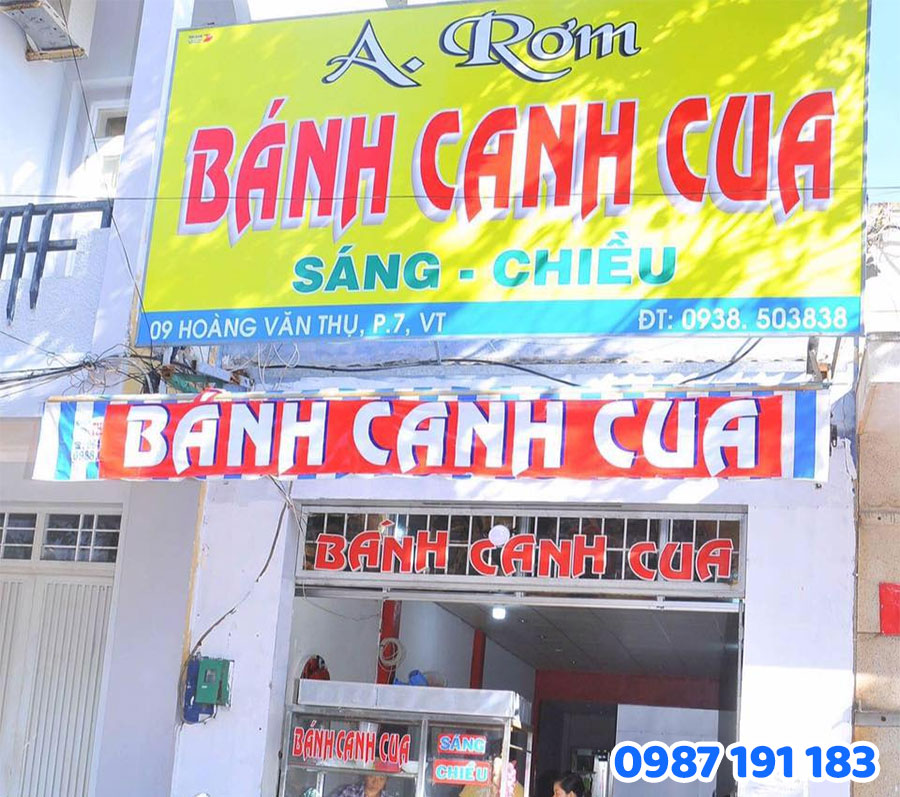 A. Rơm
BÁNH CANH CUA
SÁNG - CHIỀU
09 HOÀNG VĂN THỤ, P.7, VT
ĐT: 0938. 503838
BÁNH CANH CUA
BÁNH CANH CUA
BÁNH CANH CUA
SÁNG
CHIỀU
0987 191 183